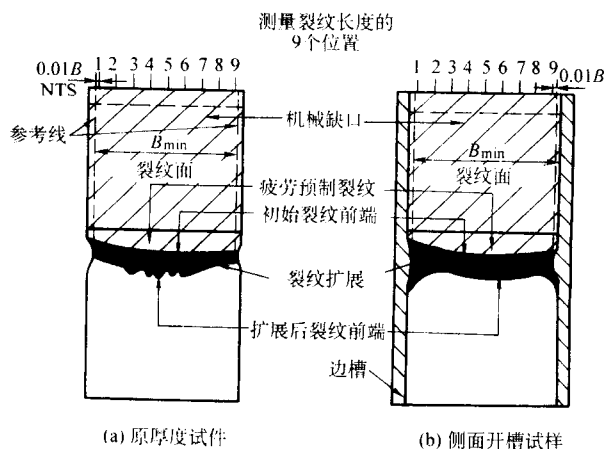 测量裂纹长度的
9个位置
0.01B
1 2 3 4 5 6 7 8 9
NTS
1 2 3 4 5 6 7 8 9
0.01B
参考线
机械缺口
Bmin
裂纹面
Bmin
裂纹面
疲劳预制裂纹
初始裂纹前端
裂纹扩展
扩展后裂纹前端
边槽
(a) 原厚度试件
(b) 侧面开槽试样